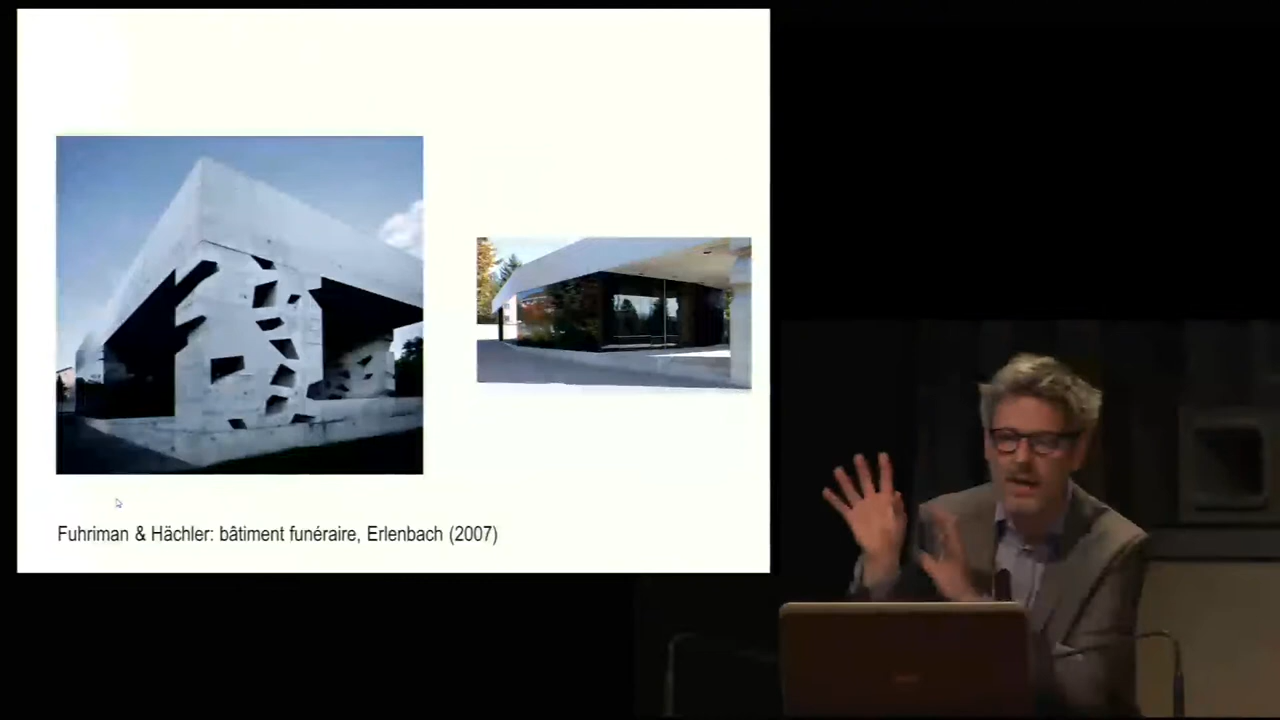 Fuhriman & Hächler: bâtiment funéraire, Erlenbach (2007)